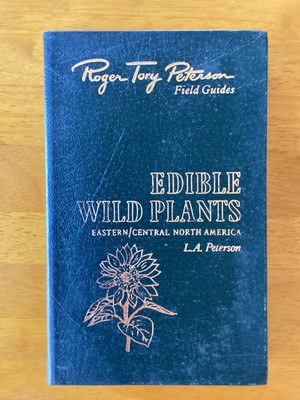 Roger Tory Peterson
Field Guides
EDIBLE
WILD PLANTS
EASTERN/CENTRAL NORTH AMERICA
L.A. Peterson